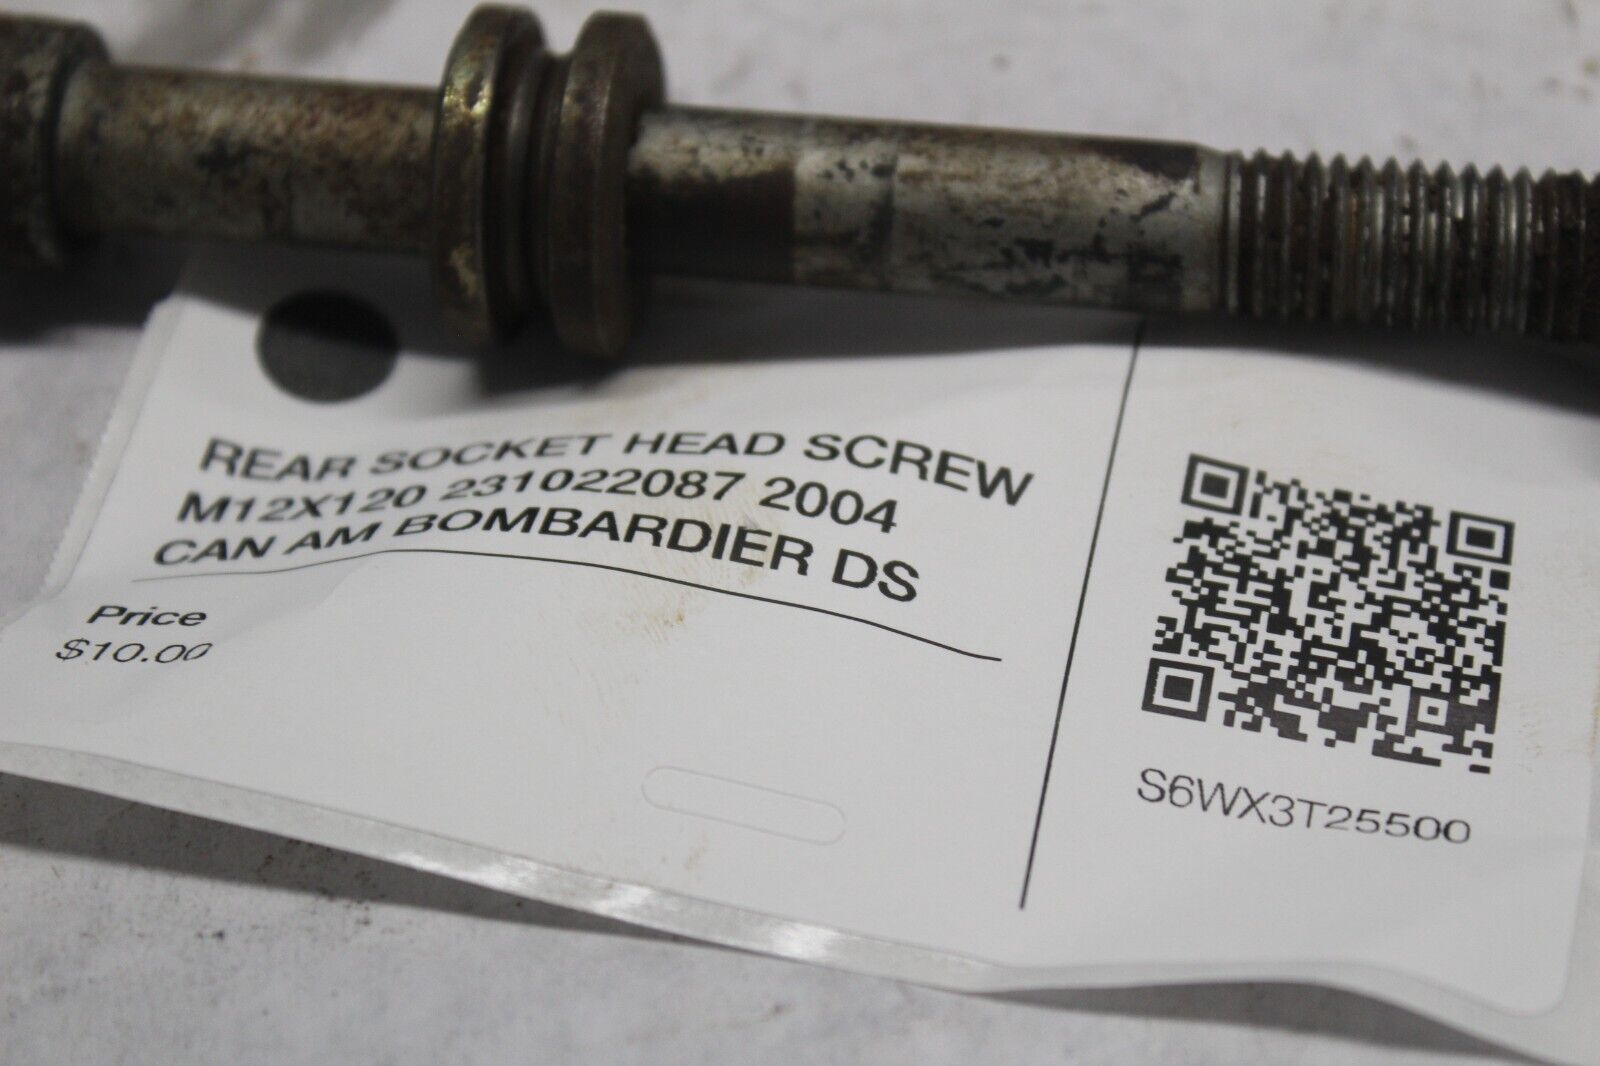 REAR SOCKET HEAD SCREW
M12X120 231022087 2004
CAN AM BOMBARDIER DS
Price
$10.00
S6WX3T25500